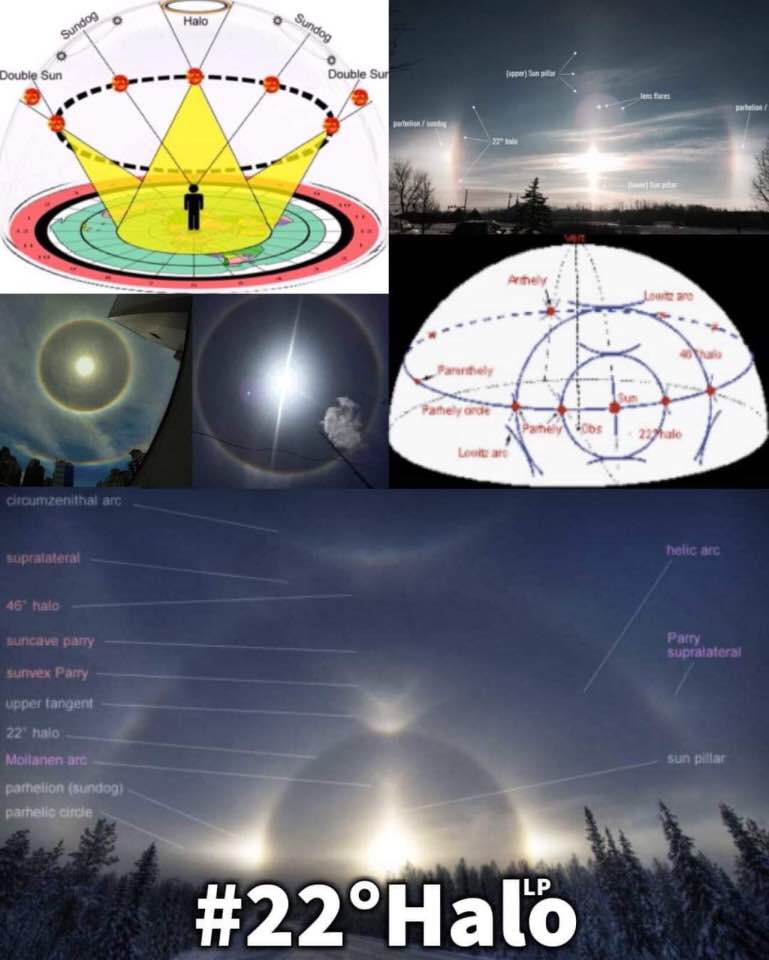 Sundog
Halo
Sundog
Double Sun
Double Sun
(upper) Sun pillar
lens flares
parhelion / sundog
parhelion /
22° halo
(lower) Sun pillar
vert
Anthely
Lowitz arc
46° halo
Parenthely
Sun
Parhely circle
Parhely
Obs
22° halo
Lowitz arc
circumzenithal arc
helic arc
supralateral
46° halo
suncave parry
Parry
supralateral
sunvex Parry
upper tangent
22° halo
Moilanen arc
sun pillar
parhelion (sundog)
parhelic circle
#22°Halo
LP